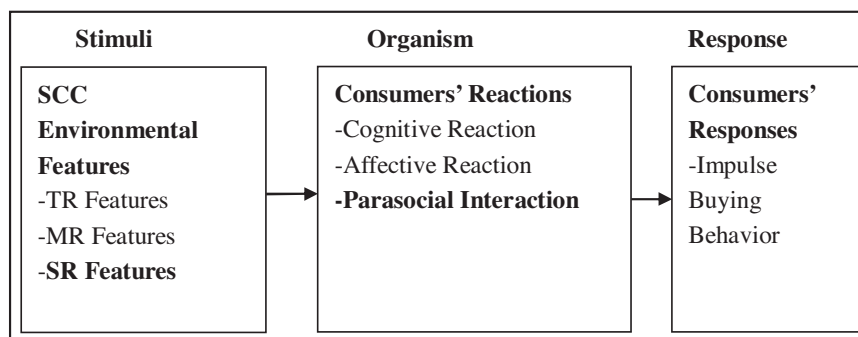 Stimuli
SCC
Environmental
Features
-TR Features
-MR Features
-SR Features
Organism
Consumers' Reactions
-Cognitive Reaction
-Affective Reaction
-Parasocial Interaction
Response
Consumers'
Responses
-Impulse
Buying
Behavior